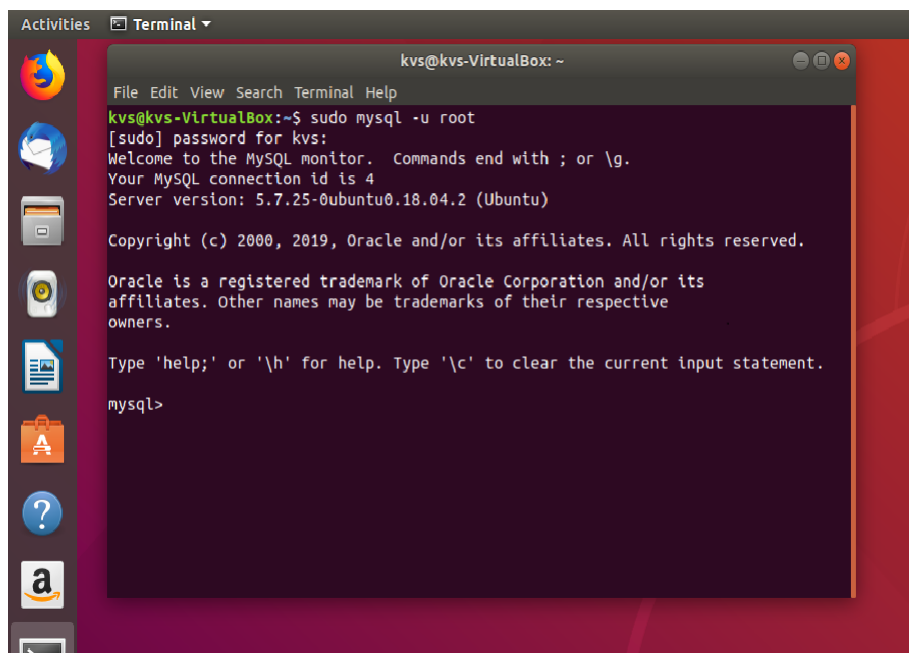 Activities Terminal
kvs@kvs-VirtualBox: ~
File Edit View Search Terminal Help
kvs@kvs-VirtualBox:~$ sudo mysql -u root
[sudo] password for kvs:
Welcome to the MySQL monitor.  Commands end with ; or \g.
Your MySQL connection id is 4
Server version: 5.7.25-0ubuntu0.18.04.2 (Ubuntu)
Copyright (c) 2000, 2019, Oracle and/or its affiliates. All rights reserved.
Oracle is a registered trademark of Oracle Corporation and/or its
affiliates. Other names may be trademarks of their respective
owners.
Type 'help;' or '\h' for help. Type '\c' to clear the current input statement.
mysql>